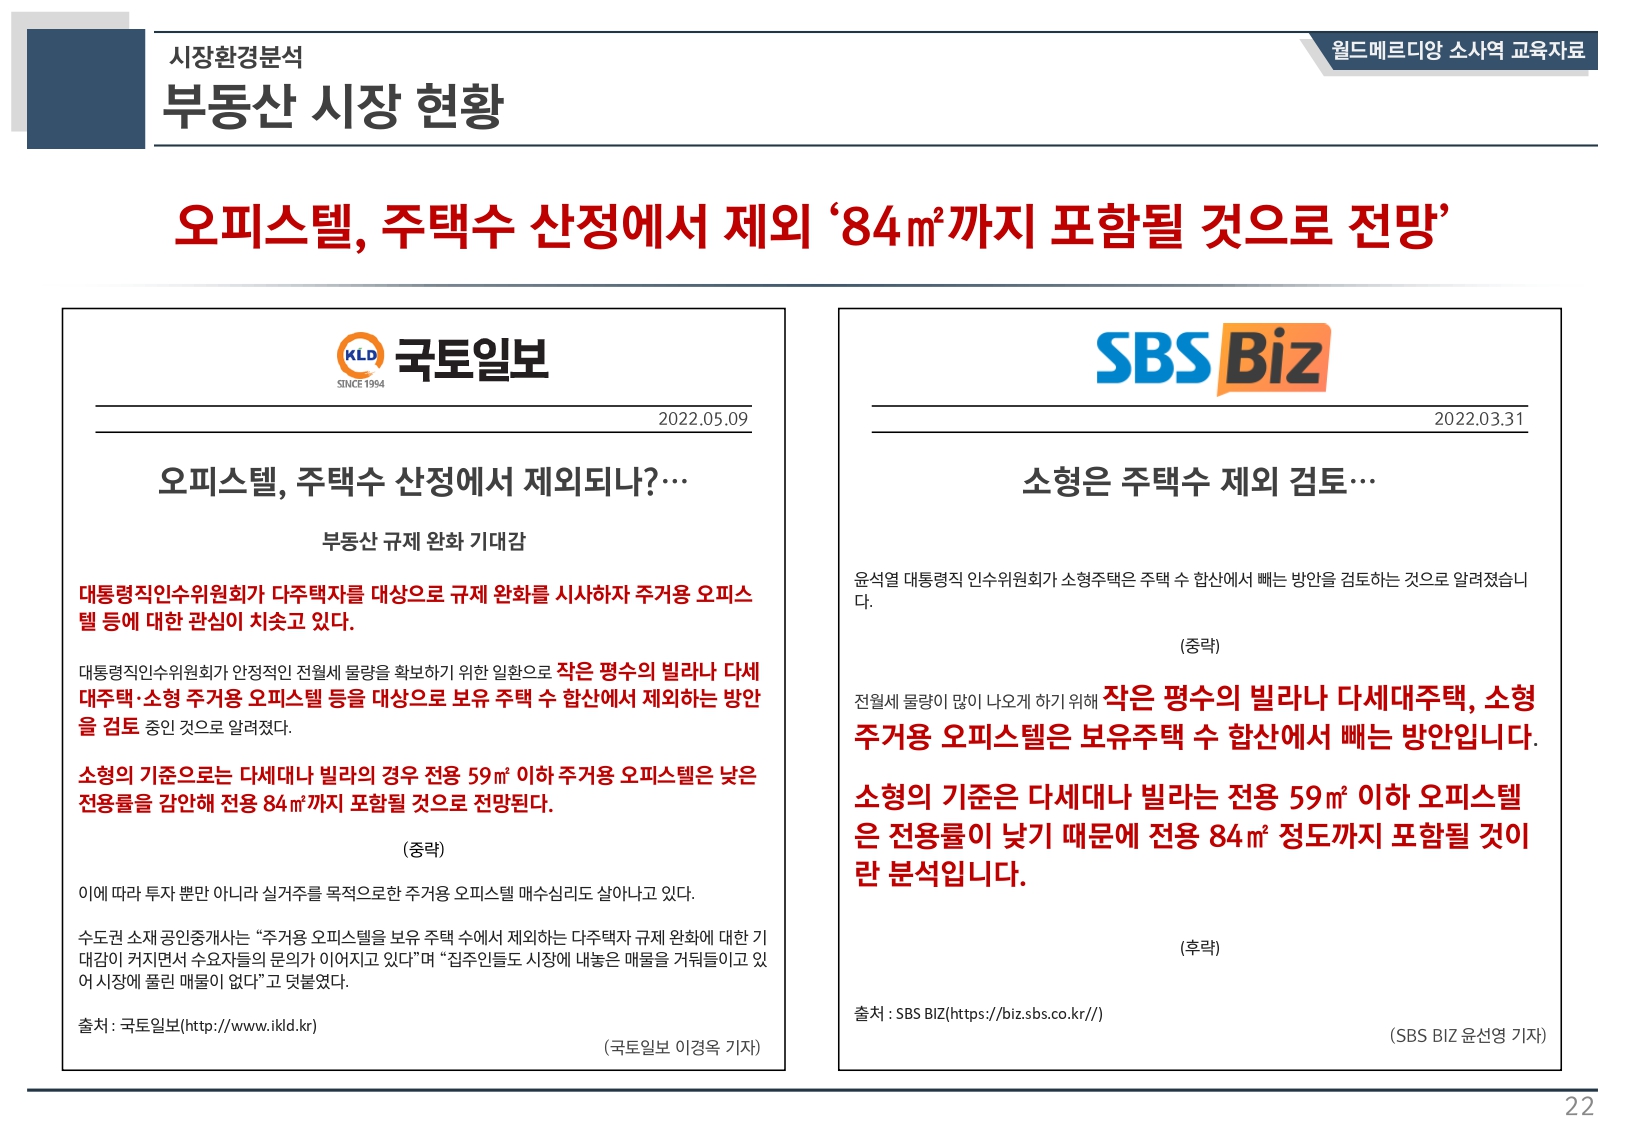 시장환경분석
부동산 시장 현황
월드메르디앙 소사역 교육자료
오피스텔, 주택수 산정에서 제외 ‘84㎡까지 포함될 것으로 전망’
KLD
SINCE 1994
국토일보
2022.05.09
오피스텔, 주택수 산정에서 제외되나?…
부동산 규제 완화 기대감
대통령직인수위원회가 다주택자를 대상으로 규제 완화를 시사하자 주거용 오피스
텔 등에 대한 관심이 치솟고 있다.
대통령직인수위원회가 안정적인 전월세 물량을 확보하기 위한 일환으로 작은 평수의 빌라나 다세
대주택·소형 주거용 오피스텔 등을 대상으로 보유 주택 수 합산에서 제외하는 방안
을 검토 중인 것으로 알려졌다.
소형의 기준으로는 다세대나 빌라의 경우 전용 59㎡ 이하 주거용 오피스텔은 낮은
전용률을 감안해 전용 84㎡까지 포함될 것으로 전망된다.
(중략)
이에 따라 투자 뿐만 아니라 실거주를 목적으로한 주거용 오피스텔 매수심리도 살아나고 있다.
수도권 소재 공인중개사는 “주거용 오피스텔을 보유 주택 수에서 제외하는 다주택자 규제 완화에 대한 기
대감이 커지면서 수요자들의 문의가 이어지고 있다”며 “집주인들도 시장에 내놓은 매물을 거둬들이고 있
어 시장에 풀린 매물이 없다”고 덧붙였다.
출처 : 국토일보(http://www.ikld.kr)
(국토일보 이경옥 기자)
SBS Biz
2022.03.31
소형은 주택수 제외 검토…
윤석열 대통령직 인수위원회가 소형주택은 주택 수 합산에서 빼는 방안을 검토하는 것으로 알려졌습니
다.
(중략)
전월세 물량이 많이 나오게 하기 위해 작은 평수의 빌라나 다세대주택, 소형
주거용 오피스텔은 보유주택 수 합산에서 빼는 방안입니다.
소형의 기준은 다세대나 빌라는 전용 59㎡ 이하 오피스텔
은 전용률이 낮기 때문에 전용 84㎡ 정도까지 포함될 것이
란 분석입니다.
(후략)
출처 : SBS BIZ(https://biz.sbs.co.kr//)
(SBS BIZ 윤선영 기자)
22